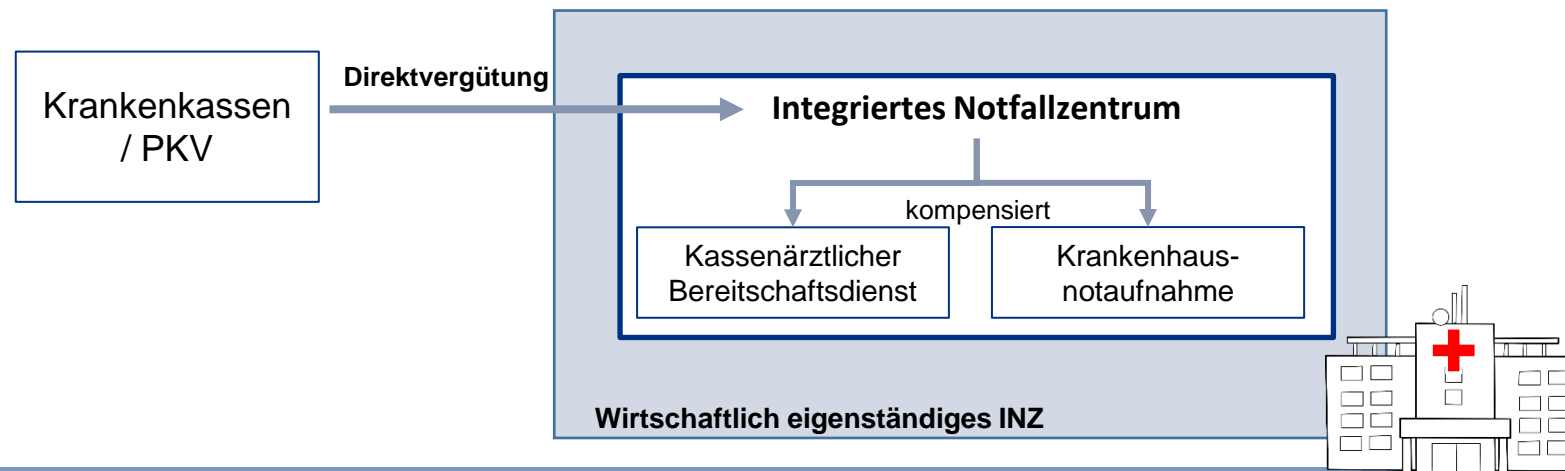 Krankenkassen
/ PKV
Direktvergütung
Integriertes Notfallzentrum
kompensiert
Kassenärztlicher
Bereitschaftsdienst
Krankenhaus-
notaufnahme
Wirtschaftlich eigenständiges INZ